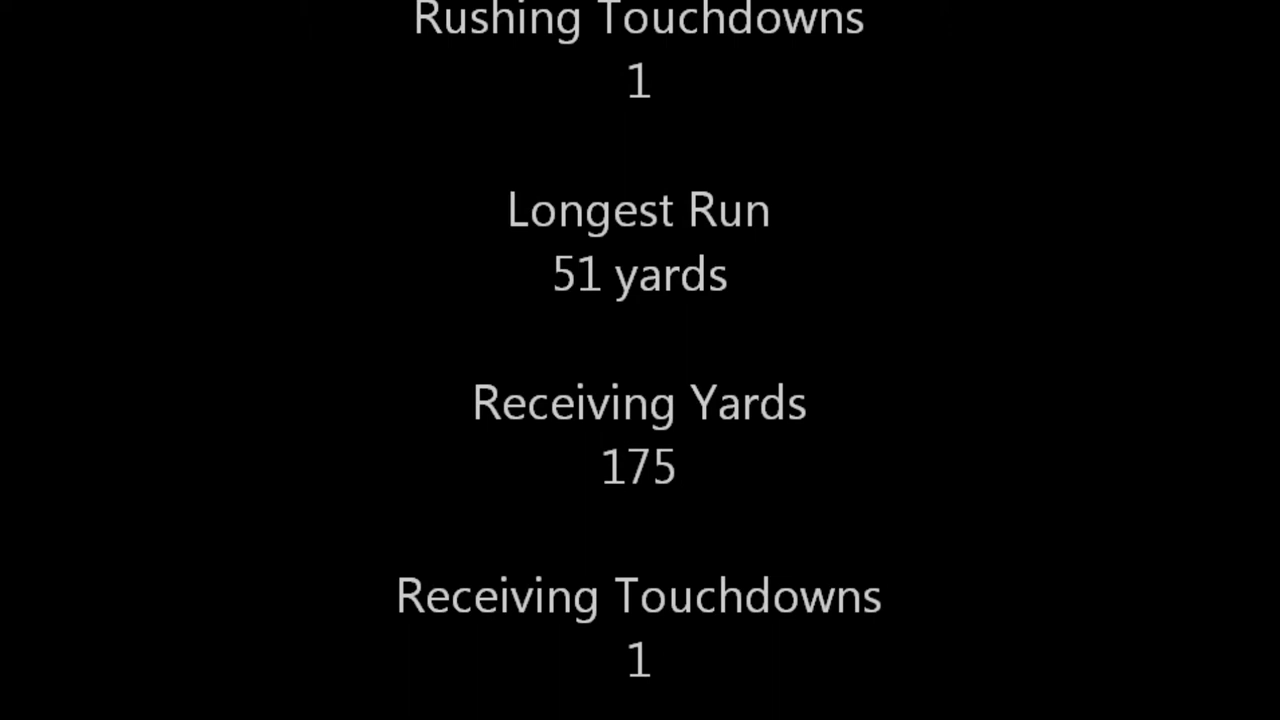 Rushing Touchdowns
1
Longest Run
51 yards
Receiving Yards
175
Receiving Touchdowns
1